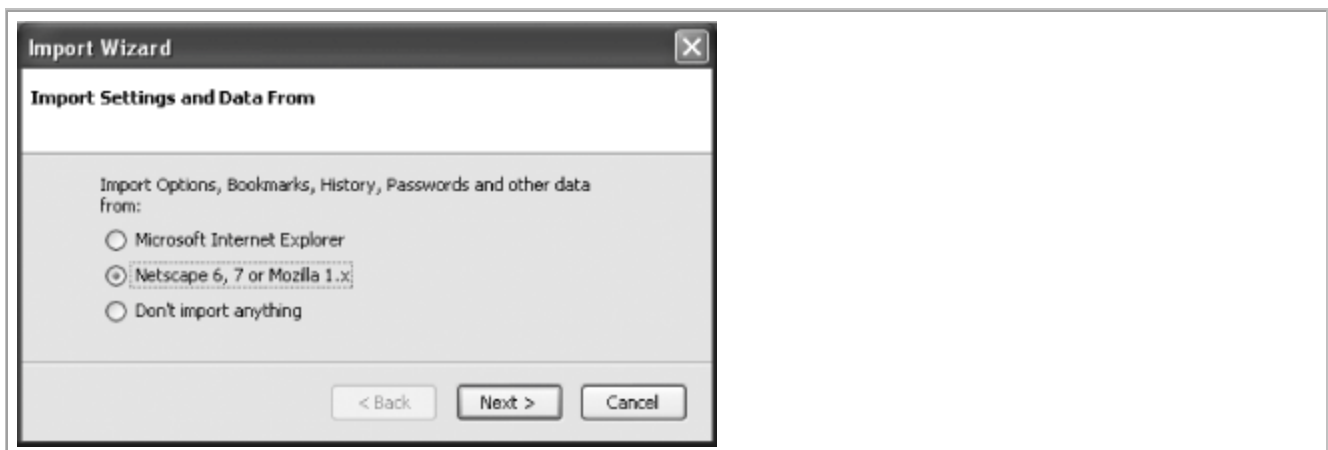 Import Wizard
Import Settings and Data From
Import Options, Bookmarks, History, Passwords and other data
from:
Microsoft Internet Explorer
Netscape 6, 7 or Mozilla 1.x
Don't import anything
< Back Next > Cancel